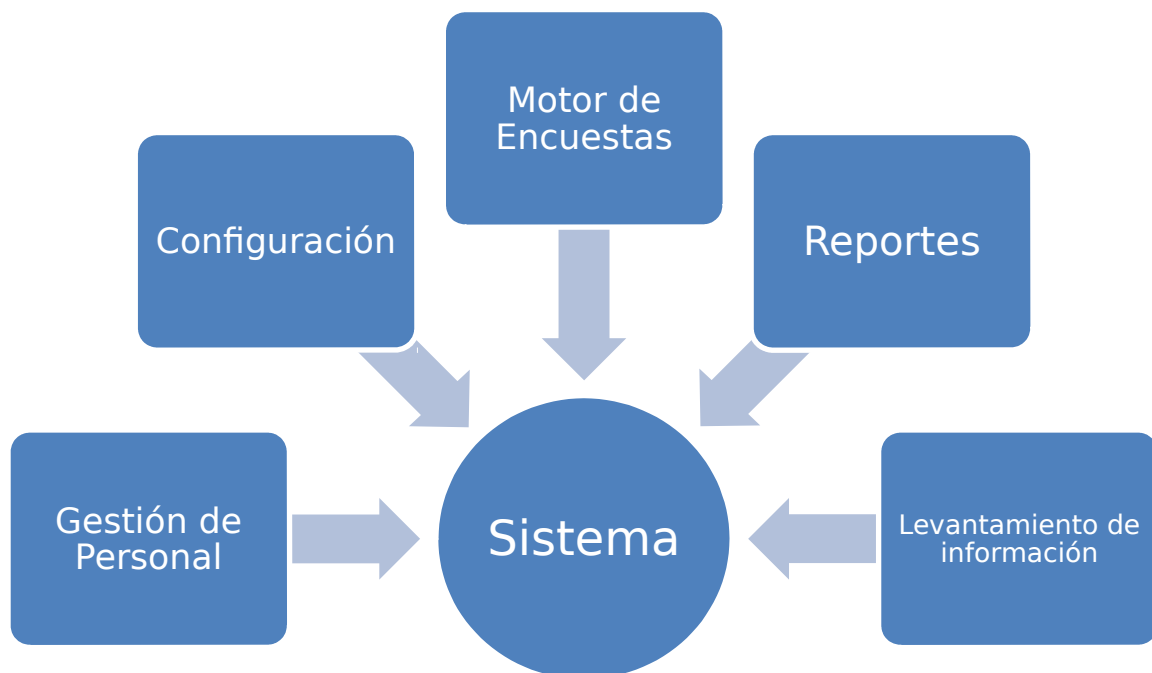 Motor de
Encuestas
Configuración
Reportes
Gestión de
Personal
Sistema
Levantamiento de
información